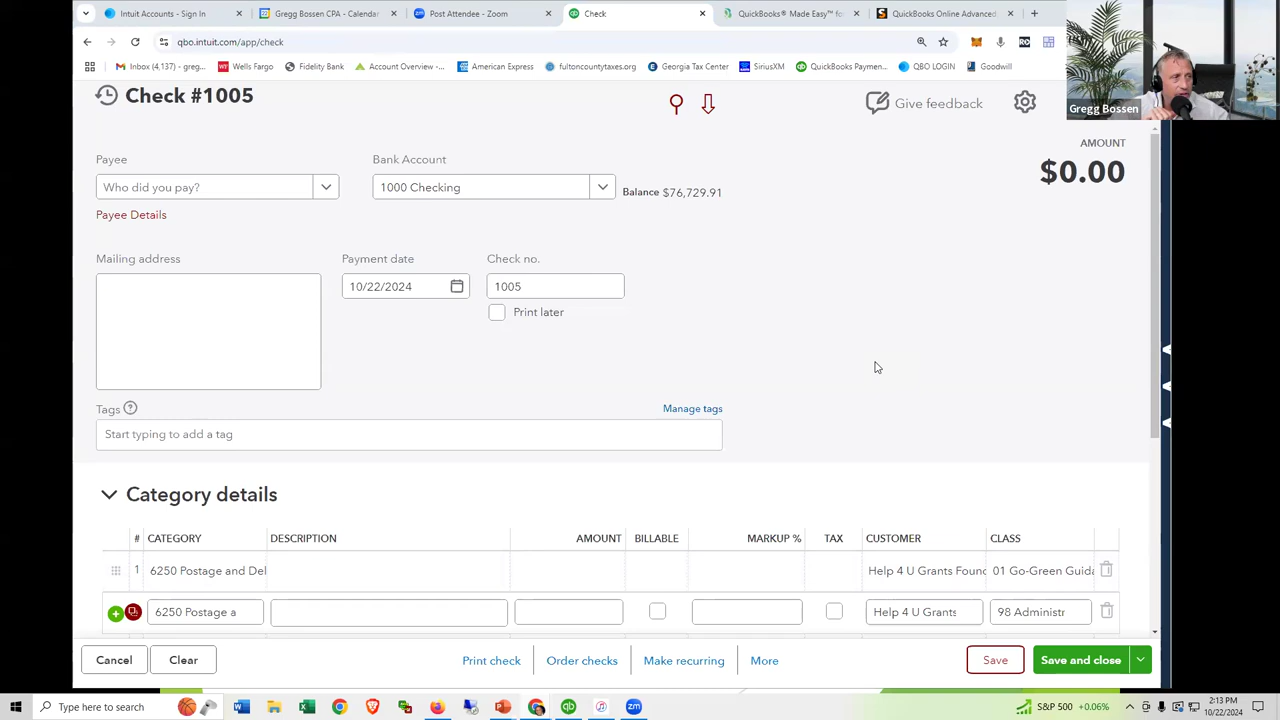 Intuit Accounts - Sign In
Gregg Bossen CPA - Calendar
Post Attendee - Zoom
Check
QuickBooks® Made Easy™ for
QuickBooks Online Advanced
qbo.intuit.com/app/check
Inbox (4,137) - greg...
Wells Fargo
Fidelity Bank
Account Overview...
American Express
fultoncountytaxes.org
Georgia Tax Center
SiriusXM
QuickBooks Paymen...
QBO LOGIN
Goodwill
Gregg Bossen
Check #1005
Give feedback
AMOUNT
$0.00
Payee
Bank Account
Who did you pay?
1000 Checking
Balance $76,729.91
Payee Details
Mailing address
Payment date
Check no.
10/22/2024
1005
Print later
Tags
Manage tags
Start typing to add a tag
Category details
# CATEGORY DESCRIPTION AMOUNT BILLABLE MARKUP % TAX CUSTOMER CLASS
1 6250 Postage and Del Help 4 U Grants Foun 01 Go-Green Guida
6250 Postage a Help 4 U Grants 98 Administr
Cancel
Clear
Print check
Order checks
Make recurring
More
Save
Save and close
Type here to search
S&P 500 +0.06%
2:13 PM
10/22/2024